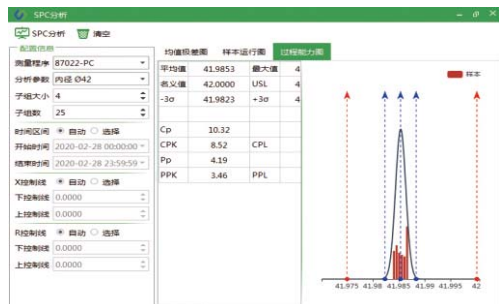 SPC分析
SPC分析 清空
配置信息
测量程序 87022-PC
分析参数 内径 Ø42
子组大小 4
子组数 25
时间区间 自动 选择
开始时间 2020-02-28 00:00:00
结束时间 2020-02-28 23:59:59
X控制线 自动 选择
下控制线 0.0000
上控制线 0.0000
R控制线 自动 选择
下控制线 0.0000
上控制线 0.0000
均值极差图 样本运行图 过程能力图
平均值 41.9853 最大值 4
名义值 42.0000 USL 4
-3σ 41.9823 +3σ 4
Cp 10.32
CPK 8.52 CPL
Pp 4.19
PPK 3.46 PPL
样本
41.975 41.98 41.985 41.99 41.995 42